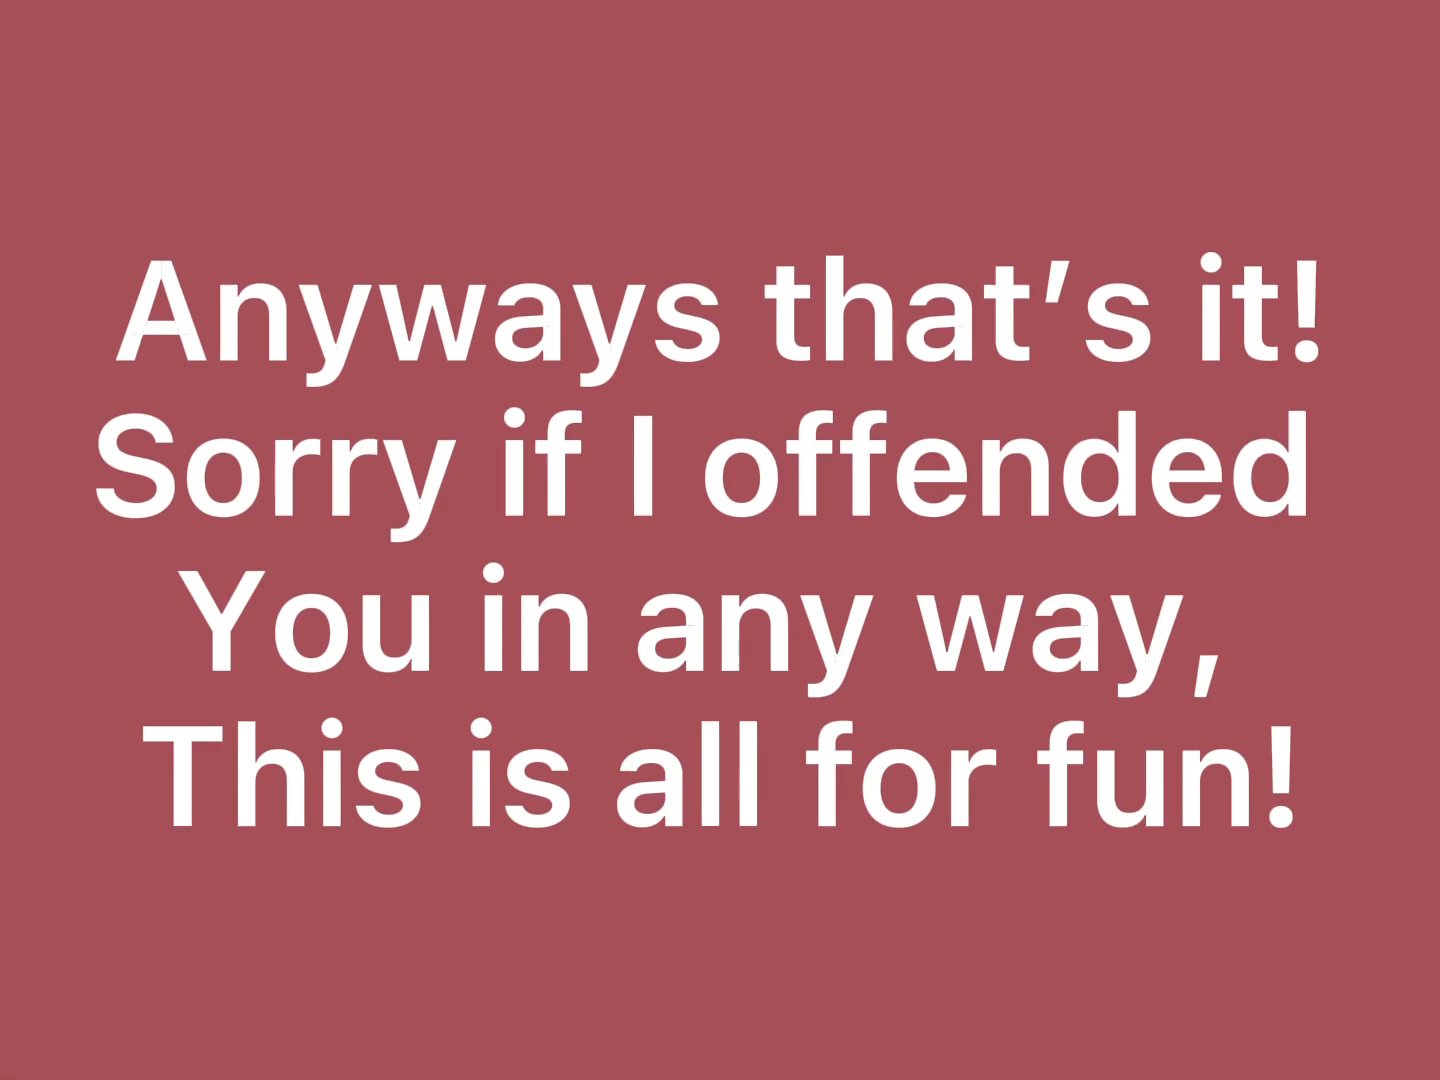 Anyways that’s it!
Sorry if I offended
You in any way,
This is all for fun!